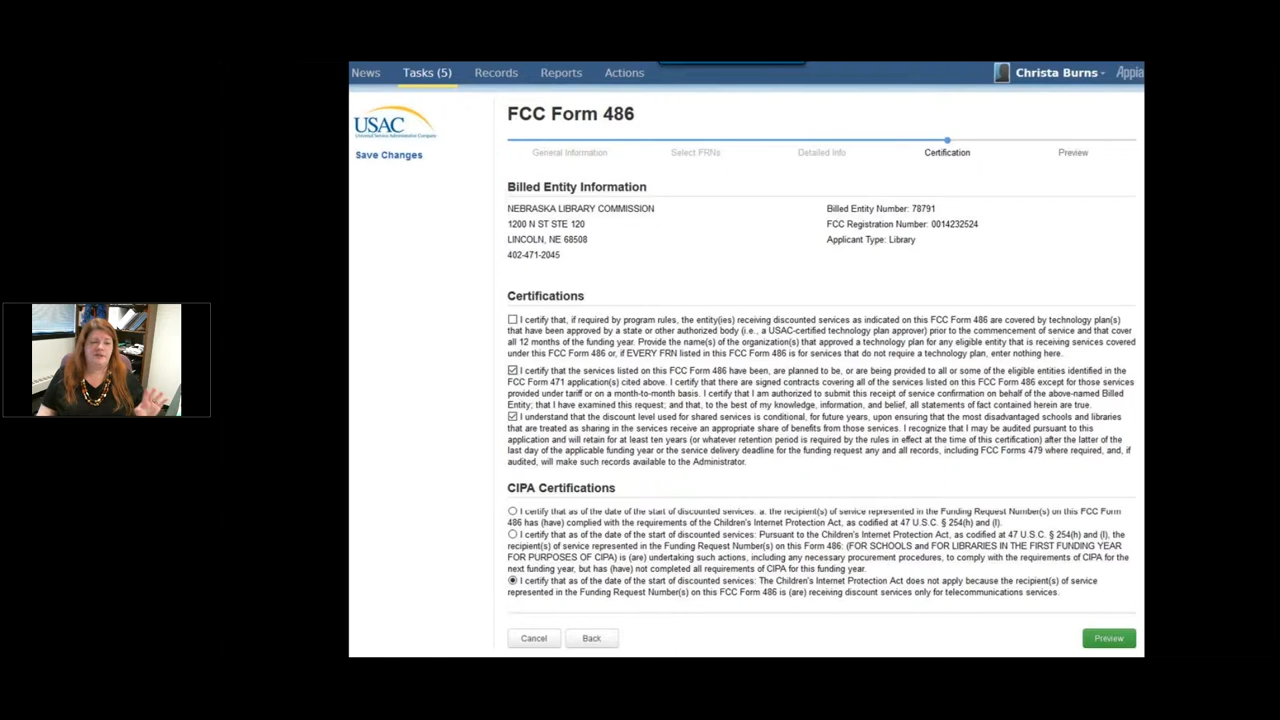 News Tasks (5) Records Reports Actions Christa Burns Appia
USAC
Universal Service Administrative Company
Save Changes
FCC Form 486
General Information Select FRNs Detailed Info Certification Preview
Billed Entity Information
NEBRASKA LIBRARY COMMISSION
1200 N ST STE 120
LINCOLN, NE 68508
402-471-2045
Billed Entity Number: 78791
FCC Registration Number: 0014232524
Applicant Type: Library
Certifications
I certify that, if required by program rules, the entity(ies) receiving discounted services as indicated on this FCC Form 486 are covered by technology plan(s)
that have been approved by a state or other authorized body (i.e., a USAC-certified technology plan approver) prior to the commencement of service and that cover
all 12 months of the funding year. Provide the name(s) of the organization(s) that approved a technology plan for any eligible entity that is receiving services covered
under this FCC Form 486 or, if EVERY FRN listed in this FCC Form 486 is for services that do not require a technology plan, enter nothing here.
I certify that the services listed on this FCC Form 486 have been, are planned to be, or are being provided to all or some of the eligible entities identified in the
FCC Form 471 application(s) cited above. I certify that there are signed contracts covering all of the services listed on this FCC Form 486 except for those services
provided under tariff or on a month-to-month basis. I certify that I am authorized to submit this receipt of service confirmation on behalf of the above-named Billed
Entity; that I have examined this request; and that, to the best of my knowledge, information, and belief, all statements of fact contained herein are true.
I understand that the discount level used for shared services is conditional, for future years, upon ensuring that the most disadvantaged schools and libraries
that are treated as sharing in the services receive an appropriate share of benefits from those services. I recognize that I may be audited pursuant to this
application and will retain for at least ten years (or whatever retention period is required by the rules in effect at the time of this certification) after the latter of the
last day of the applicable funding year or the service delivery deadline for the funding request any and all records, including FCC Forms 479 where required, and, if
audited, will make such records available to the Administrator.
CIPA Certifications
I certify that as of the date of the start of discounted services: a. the recipient(s) of service represented in the Funding Request Number(s) on this FCC Form
486 has (have) complied with the requirements of the Children's Internet Protection Act, as codified at 47 U.S.C. § 254(h) and (l).
I certify that as of the date of the start of discounted services: Pursuant to the Children's Internet Protection Act, as codified at 47 U.S.C. § 254(h) and (l), the
recipient(s) of service represented in the Funding Request Number(s) on this Form 486: (FOR SCHOOLS and FOR LIBRARIES IN THE FIRST FUNDING YEAR
FOR PURPOSES OF CIPA) is (are) undertaking such actions, including any necessary procurement procedures, to comply with the requirements of CIPA for the
next funding year, but has (have) not completed all requirements of CIPA for this funding year.
I certify that as of the date of the start of discounted services: The Children's Internet Protection Act does not apply because the recipient(s) of service
represented in the Funding Request Number(s) on this FCC Form 486 is (are) receiving discount services only for telecommunications services.
Cancel Back Preview